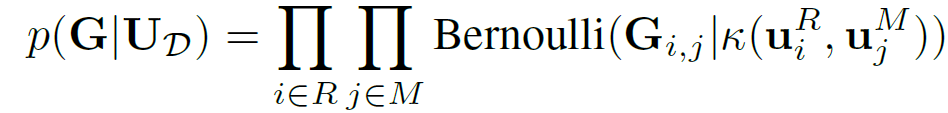 p(G|U_𝒟) = ∏_{i∈R} ∏_{j∈M} Bernoulli(G_{i,j}|κ(u_i^R, u_j^M))